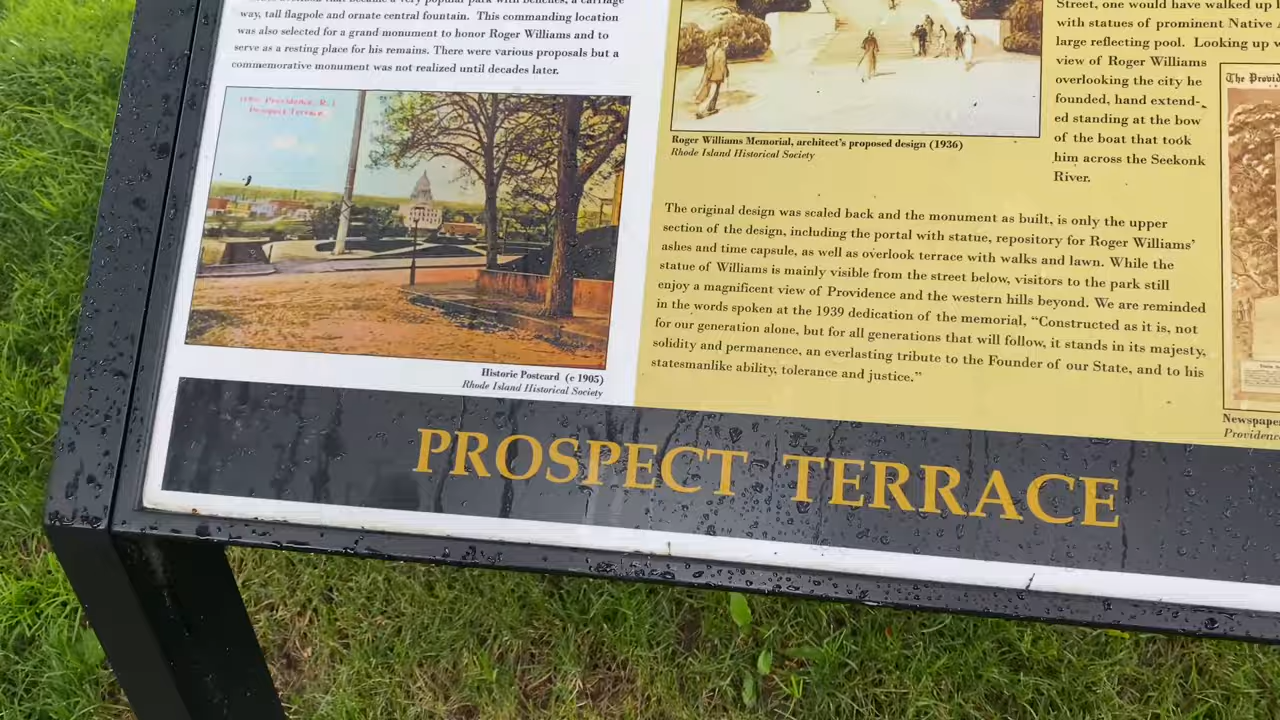 became a very popular park with benches, a carriage
way, tall flagpole and ornate central fountain. This commanding location
was also selected for a grand monument to honor Roger Williams and to
serve as a resting place for his remains. There were various proposals but a
commemorative monument was not realized until decades later.
Providence, R. I.
Prospect Terrace.
Historic Postcard (c 1905)
Rhode Island Historical Society
Roger Williams Memorial, architect's proposed design (1936)
Rhode Island Historical Society
Street, one would have walked up
with statues of prominent Native
large reflecting pool. Looking up
view of Roger Williams
overlooking the city he
founded, hand extend-
ed standing at the bow
of the boat that took
him across the Seekonk
River.
The original design was scaled back and the monument as built, is only the upper
section of the design, including the portal with statue, repository for Roger Williams'
ashes and time capsule, as well as overlook terrace with walks and lawn. While the
statue of Williams is mainly visible from the street below, visitors to the park still
enjoy a magnificent view of Providence and the western hills beyond. We are reminded
in the words spoken at the 1939 dedication of the memorial, “Constructed as it is, not
for our generation alone, but for all generations that will follow, it stands in its majesty,
solidity and permanence, an everlasting tribute to the Founder of our State, and to his
statesmanlike ability, tolerance and justice.”
The Provid
Newspaper
Providenc
PROSPECT TERRACE